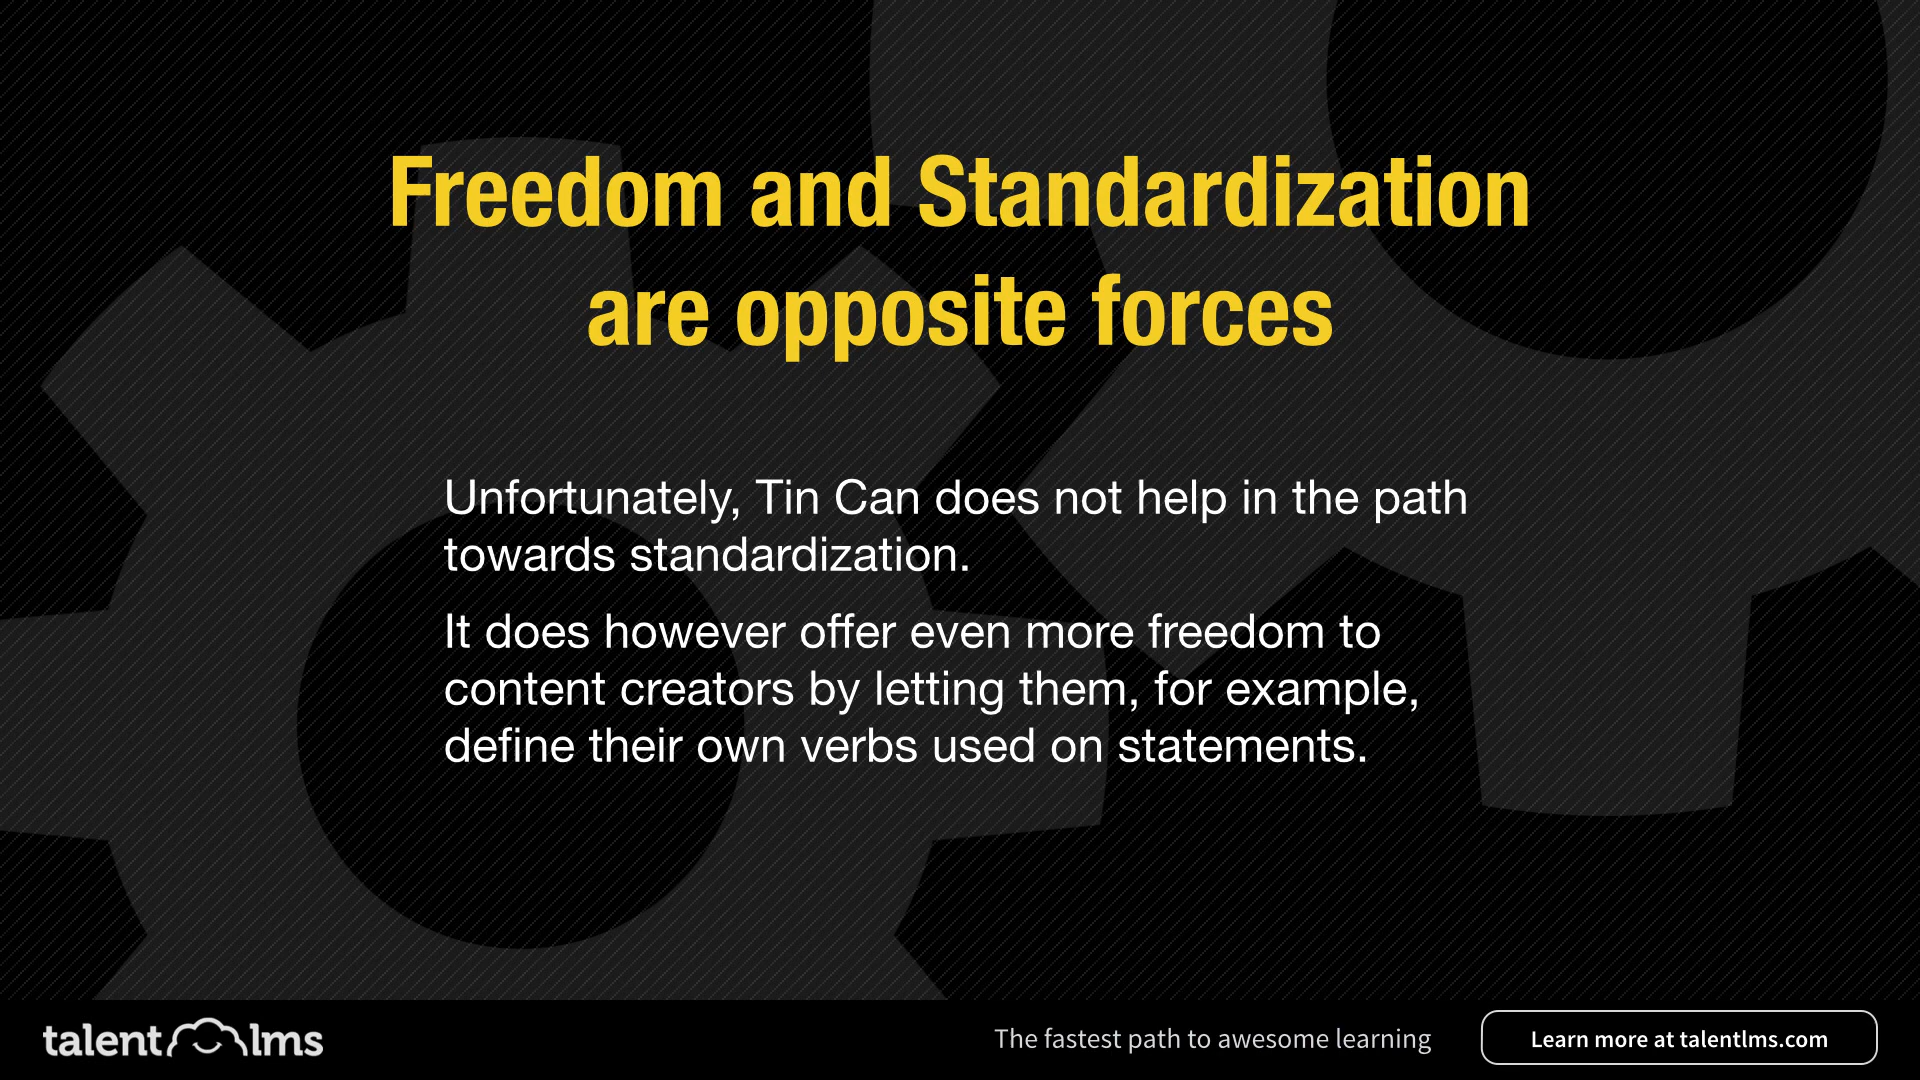 Freedom and Standardization
are opposite forces
Unfortunately, Tin Can does not help in the path
towards standardization.
It does however offer even more freedom to
content creators by letting them, for example,
define their own verbs used on statements.
talent lms
The fastest path to awesome learning
Learn more at talentlms.com